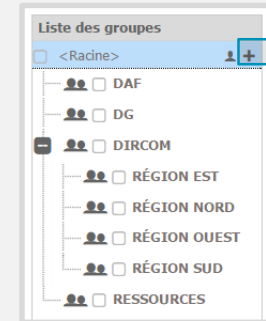 Liste des groupes
<Racine>
DAF
DG
DIRCOM
RÉGION EST
RÉGION NORD
RÉGION OUEST
RÉGION SUD
RESSOURCES